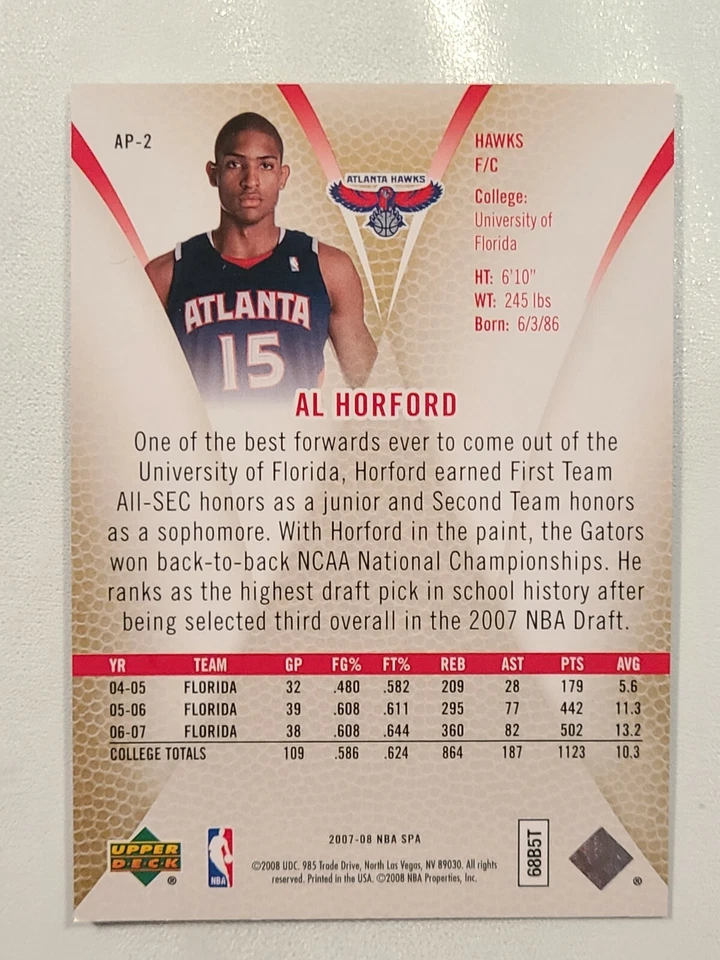 AP-2
ATLANTA HAWKS
HAWKS
F/C
College:
University of
Florida
HT: 6'10"
WT: 245 lbs
Born: 6/3/86
ATLANTA
15
AL HORFORD
One of the best forwards ever to come out of the
University of Florida, Horford earned First Team
All-SEC honors as a junior and Second Team honors
as a sophomore. With Horford in the paint, the Gators
won back-to-back NCAA National Championships. He
ranks as the highest draft pick in school history after
being selected third overall in the 2007 NBA Draft.
YR TEAM GP FG% FT% REB AST PTS AVG
04-05 FLORIDA 32 .480 .582 209 28 179 5.6
05-06 FLORIDA 39 .608 .611 295 77 442 11.3
06-07 FLORIDA 38 .608 .644 360 82 502 13.2
COLLEGE TOTALS 109 .586 .624 864 187 1123 10.3
UPPER
DECK
®
NBA
2007-08 NBA SPA
©2008 UDC. 985 Trade Drive, North Las Vegas, NV 89030. All rights
reserved. Printed in the USA. ©2008 NBA Properties, Inc.
68B5T
®